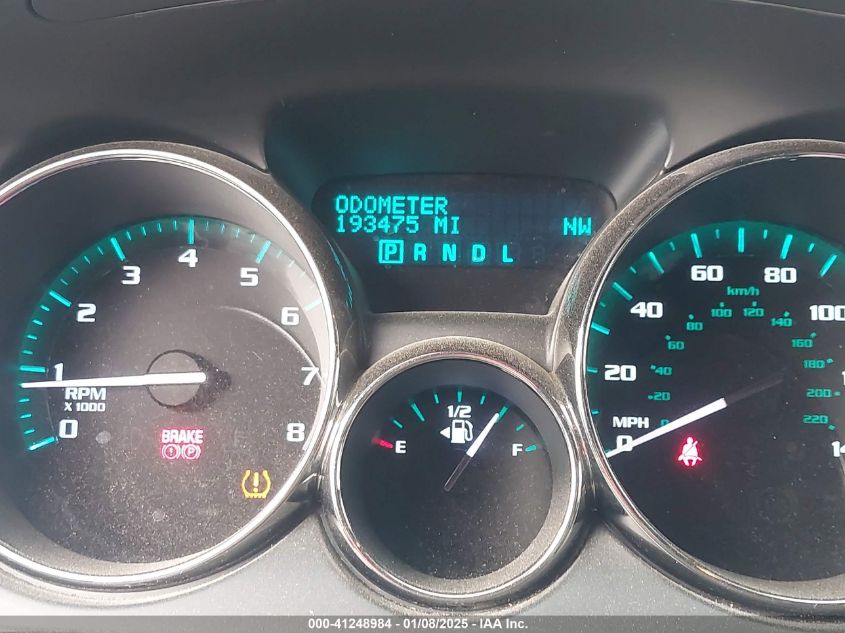 ODOMETER
193475 MI NW
P R N D L
0 1 2 3 4 5 6 7 8
RPM
X 1000
BRAKE
P
E 1/2 F
0 20 40 60 80 100
MPH
km/h
20 40 60 80 100 120 140 160 180 200 220
000-41248984 - 01/08/2025 - IAA Inc.